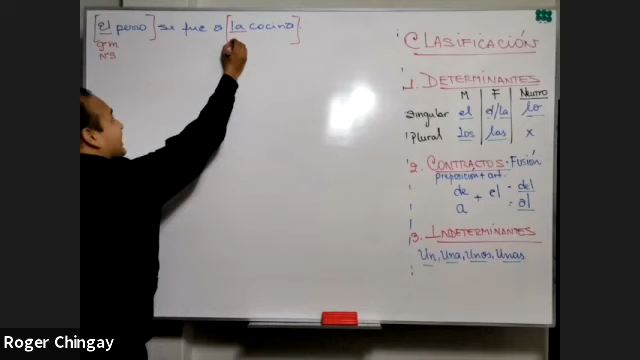 [el perro] se fue a [la cocina]
g=m
N=S
CLASIFICACIÓN
1. DETERMINANTES
M F Neutro
Singular el el/la lo
Plural Los las x
2. CONTRACTOS. Fusión
preposición + art.
de + el = del
a = al
3. INDETERMINANTES
Un, Una, Unos, Unas
Roger Chingay